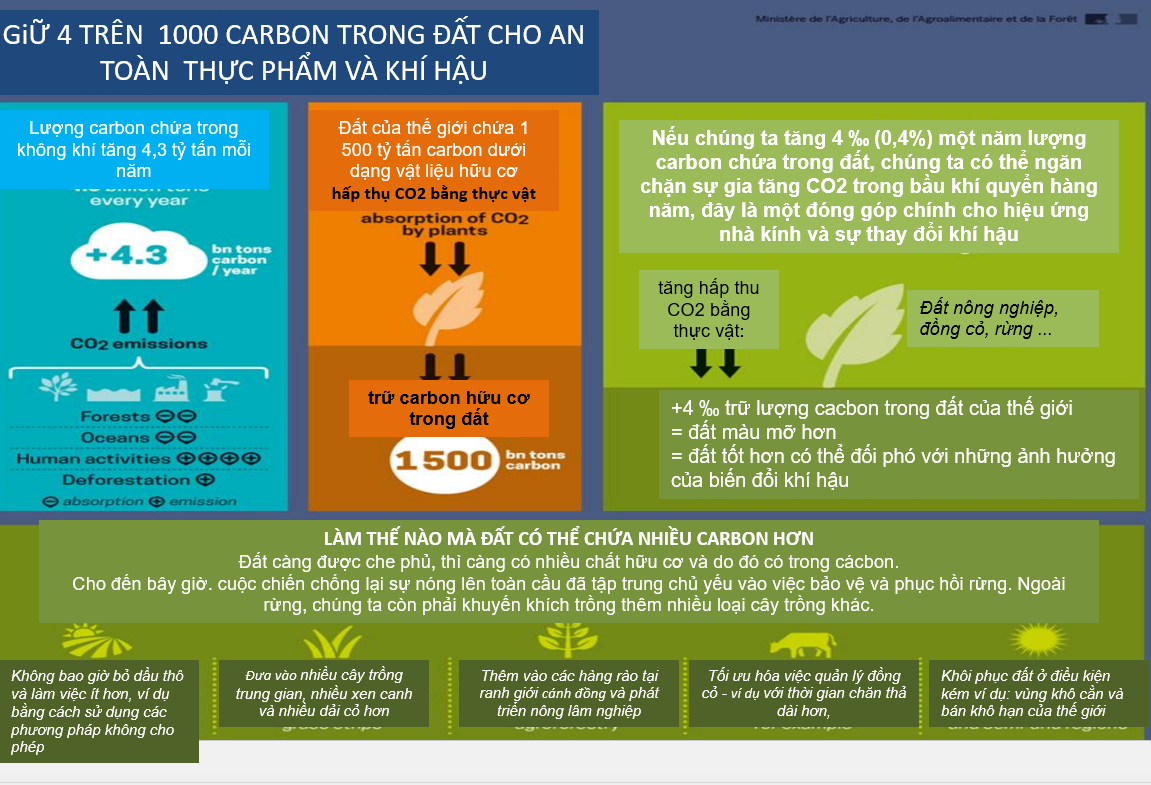 Ministère de l'Agriculture, de l'Agroalimentaire et de la Forêt
GiỮ 4 TRÊN 1000 CARBON TRONG ĐẤT CHO AN
TOÀN THỰC PHẨM VÀ KHÍ HẬU
Lượng carbon chứa trong
không khí tăng 4,3 tỷ tấn mỗi
năm
every year
+4.3
bn tons
carbon
/ year
CO2 emissions
Forests
Oceans
Human activities
Deforestation
absorption emission
Đất của thế giới chứa 1
500 tỷ tấn carbon dưới
dạng vật liệu hữu cơ
hấp thụ CO2 bằng thực vật
absorption of CO2
by plants
trữ carbon hữu cơ
trong đất
1500
bn tons
carbon
Nếu chúng ta tăng 4 ‰ (0,4%) một năm lượng
carbon chứa trong đất, chúng ta có thể ngăn
chặn sự gia tăng CO2 trong bầu khí quyển hàng
năm, đây là một đóng góp chính cho hiệu ứng
nhà kính và sự thay đổi khí hậu
tăng hấp thu
CO2 bằng
thực vật:
Đất nông nghiệp,
đồng cỏ, rừng ...
+4 ‰ trữ lượng cacbon trong đất của thế giới
= đất màu mỡ hơn
= đất tốt hơn có thể đối phó với những ảnh hưởng
của biến đổi khí hậu
LÀM THẾ NÀO MÀ ĐẤT CÓ THỂ CHỨA NHIỀU CARBON HƠN
Đất càng được che phủ, thì càng có nhiều chất hữu cơ và do đó có trong cácbon.
Cho đến bây giờ. cuộc chiến chống lại sự nóng lên toàn cầu đã tập trung chủ yếu vào việc bảo vệ và phục hồi rừng. Ngoài
rừng, chúng ta còn phải khuyến khích trồng thêm nhiều loại cây trồng khác.
Không bao giờ bỏ dầu thô
và làm việc ít hơn, ví dụ
bằng cách sử dụng các
phương pháp không cho
phép
Đưa vào nhiều cây trồng
trung gian, nhiều xen canh
và nhiều dải cỏ hơn
Thêm vào các hàng rào tại
ranh giới cánh đồng và phát
triển nông lâm nghiệp
Tối ưu hóa việc quản lý đồng
cỏ - ví dụ với thời gian chăn thả
dài hơn,
Khôi phục đất ở điều kiện
kém ví dụ: vùng khô cằn và
bán khô hạn của thế giới